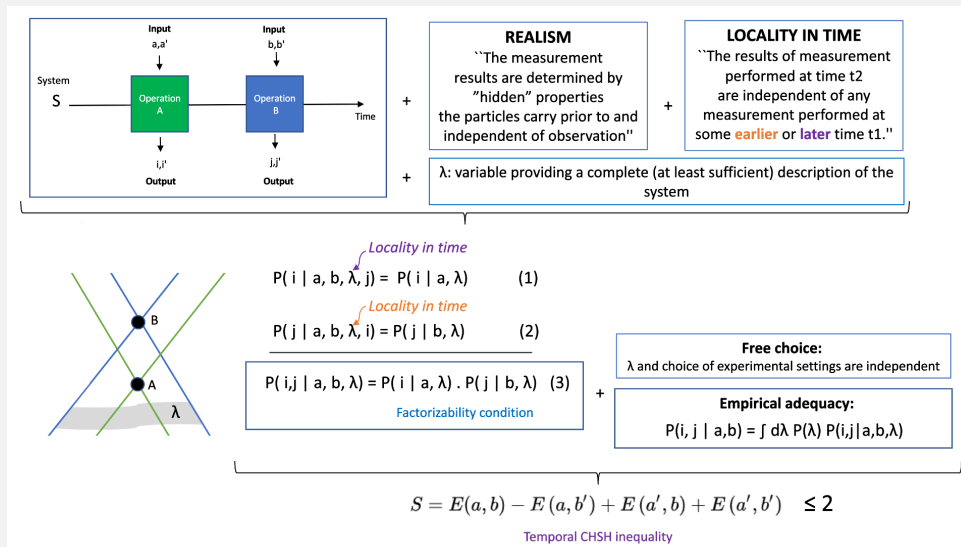 Input
a,a'
Input
b,b'
System
S
Operation
A
Operation
B
Time
i,i'
Output
j,j'
Output
+
REALISM
``The measurement
results are determined by
"hidden" properties
the particles carry prior to and
independent of observation''
+
LOCALITY IN TIME
``The results of measurement
performed at time t2
are independent of any
measurement performed at
some earlier or later time t1.''
+
λ: variable providing a complete (at least sufficient) description of the
system
Locality in time
P( i | a, b, λ, j) = P( i | a, λ) (1)
Locality in time
P( j | a, b, λ, i) = P( j | b, λ) (2)
P( i,j | a, b, λ) = P( i | a, λ) . P( j | b, λ) (3)
Factorizability condition
B
A
λ
+
Free choice:
λ and choice of experimental settings are independent
Empirical adequacy:
P(i, j | a,b) = ∫ dλ P(λ) P(i,j|a,b,λ)
S = E(a, b) − E (a, b′) + E (a′, b) + E (a′, b′) ≤ 2
Temporal CHSH inequality